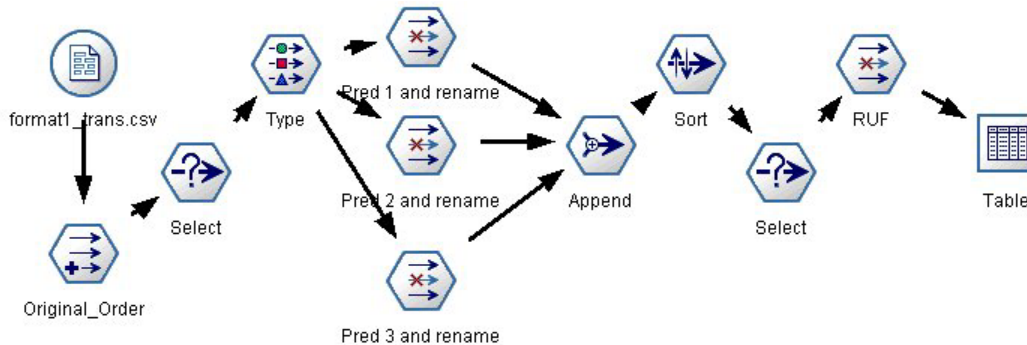 format1_trans.csv
Original_Order
Select
Type
Pred 1 and rename
Pred 2 and rename
Pred 3 and rename
Append
Sort
Select
RUF
Table